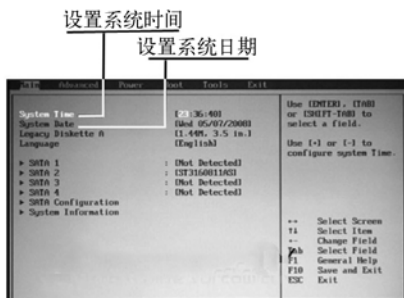 设置系统时间
设置系统日期
Main Advanced Power Boot Tools Exit
System Time [23:36:40]
System Date [Wed 05/07/2008]
Legacy Diskette A [1.44M, 3.5 in.]
Language [English]
▶ SATA 1 : [Not Detected]
▶ SATA 2 : [ST3160811AS]
▶ SATA 3 : [Not Detected]
▶ SATA 4 : [Not Detected]
▶ SATA Configuration
▶ System Information
Use [ENTER], [TAB]
or [SHIFT-TAB] to
select a field.
Use [+] or [-] to
configure system Time.
↔ Select Screen
↑↓ Select Item
+- Change Field
Tab Select Field
F1 General Help
F10 Save and Exit
ESC Exit